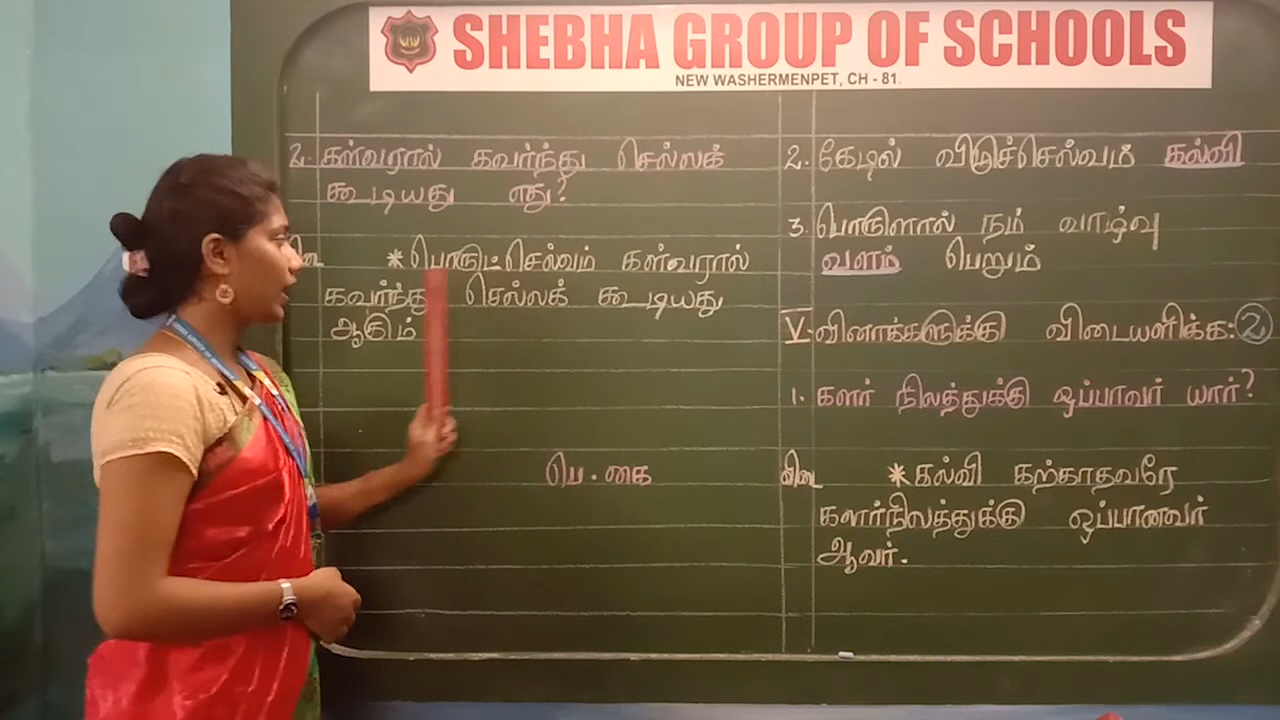 SHEBHA GROUP OF SCHOOLS
NEW WASHERMENPET, CH - 81.
2. கள்வரால் கவர்ந்து செல்லக்
கூடியது எது?
விடை * பொருட்செல்வம் கள்வரால்
கவர்ந்து செல்லக் கூடியது
ஆகும்
பெ.கை
2. கேடில் விழுச்செல்வம் கல்வி
3. பொருளால் நம் வாழ்வு
வளம் பெறும்
V. வினாக்களுக்கு விடையளிக்க: 2
1. களர் நிலத்துக்கு ஒப்பாவர் யார்?
விடை * கல்வி கற்காதவரே
களர்நிலத்துக்கு ஒப்பானவர்
ஆவர்.